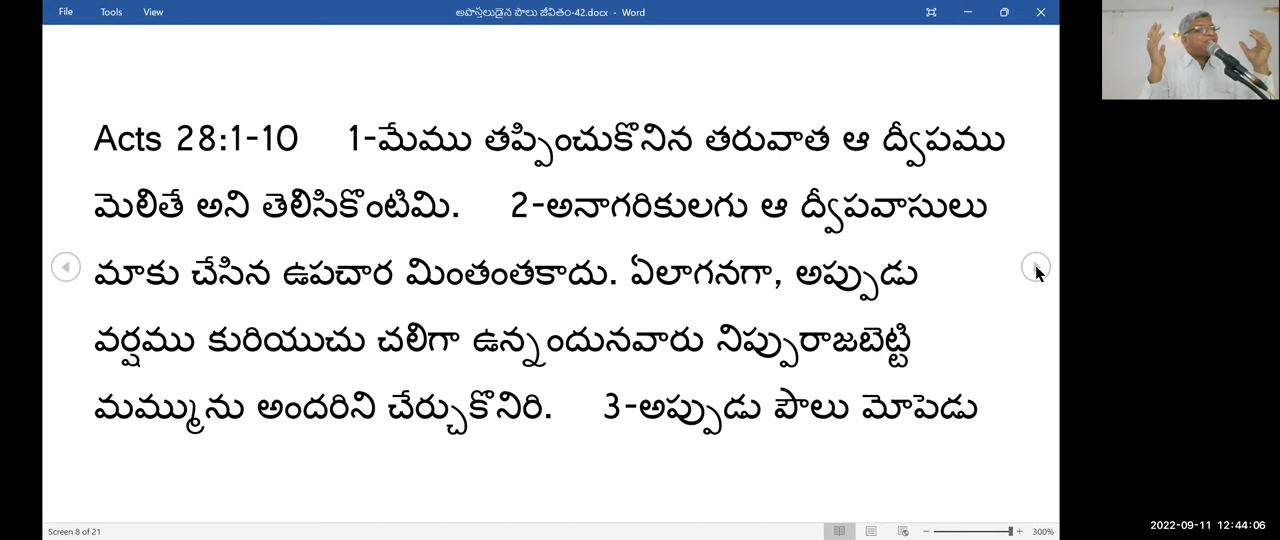 File Tools View అపొస్తలుడైన పౌలు జీవితం-42.docx - Word
Acts 28:1-10 1-మేము తప్పించుకొనిన తరువాత ఆ ద్వీపము
మెలితే అని తెలిసికొంటిమి. 2-అనాగరికులగు ఆ ద్వీపవాసులు
మాకు చేసిన ఉపచార మింతంతకాదు. ఏలాగనగా, అప్పుడు
వర్షము కురియుచు చలిగా ఉన్నందునవారు నిప్పురాజబెట్టి
మమ్మును అందరిని చేర్చుకొనిరి. 3-అప్పుడు పౌలు మోపెడు
Screen 8 of 21 300%
2022-09-11 12:44:06